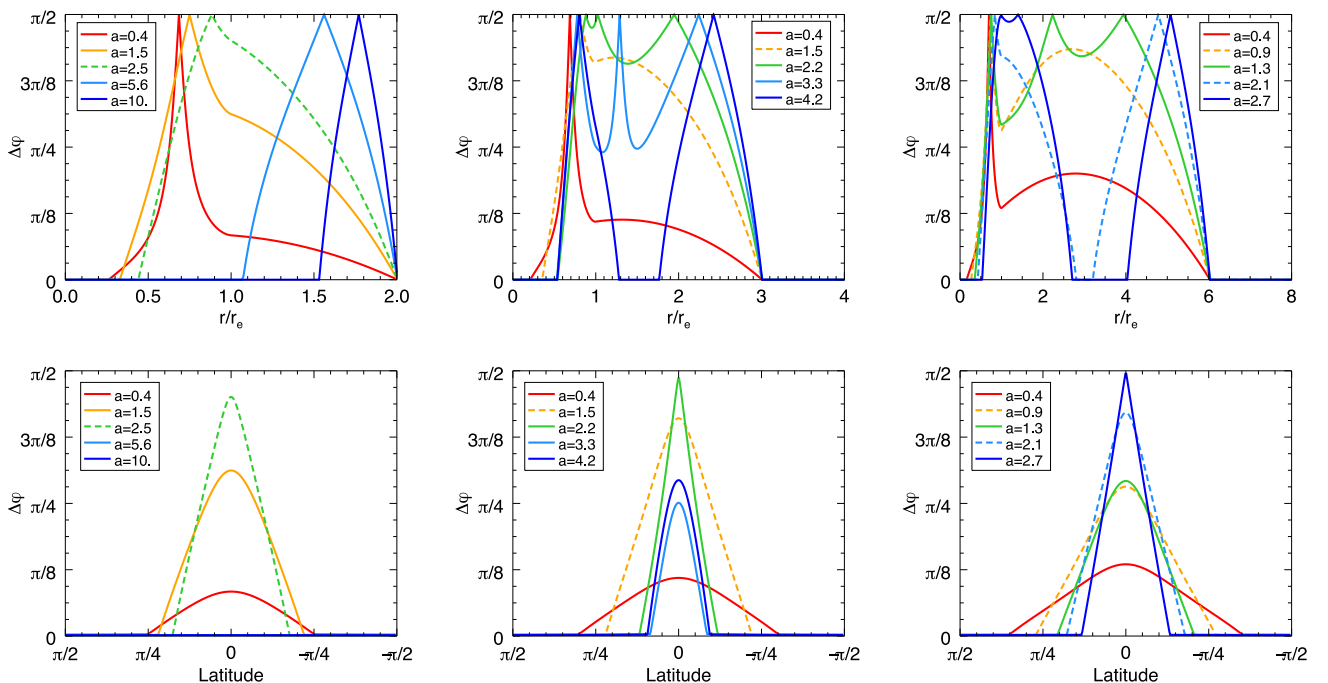 π/2
3π/8
π/4
π/8
0
Δφ
a=0.4
a=1.5
a=2.5
a=5.6
a=10.
0.0 0.5 1.0 1.5 2.0
r/re
π/2
3π/8
π/4
π/8
0
Δφ
a=0.4
a=1.5
a=2.2
a=3.3
a=4.2
0 1 2 3 4
r/re
π/2
3π/8
π/4
π/8
0
Δφ
a=0.4
a=0.9
a=1.3
a=2.1
a=2.7
0 2 4 6 8
r/re
π/2
3π/8
π/4
π/8
0
Δφ
a=0.4
a=1.5
a=2.5
a=5.6
a=10.
π/2 π/4 0 -π/4 -π/2
Latitude
π/2
3π/8
π/4
π/8
0
Δφ
a=0.4
a=1.5
a=2.2
a=3.3
a=4.2
π/2 π/4 0 -π/4 -π/2
Latitude
π/2
3π/8
π/4
π/8
0
Δφ
a=0.4
a=0.9
a=1.3
a=2.1
a=2.7
π/2 π/4 0 -π/4 -π/2
Latitude